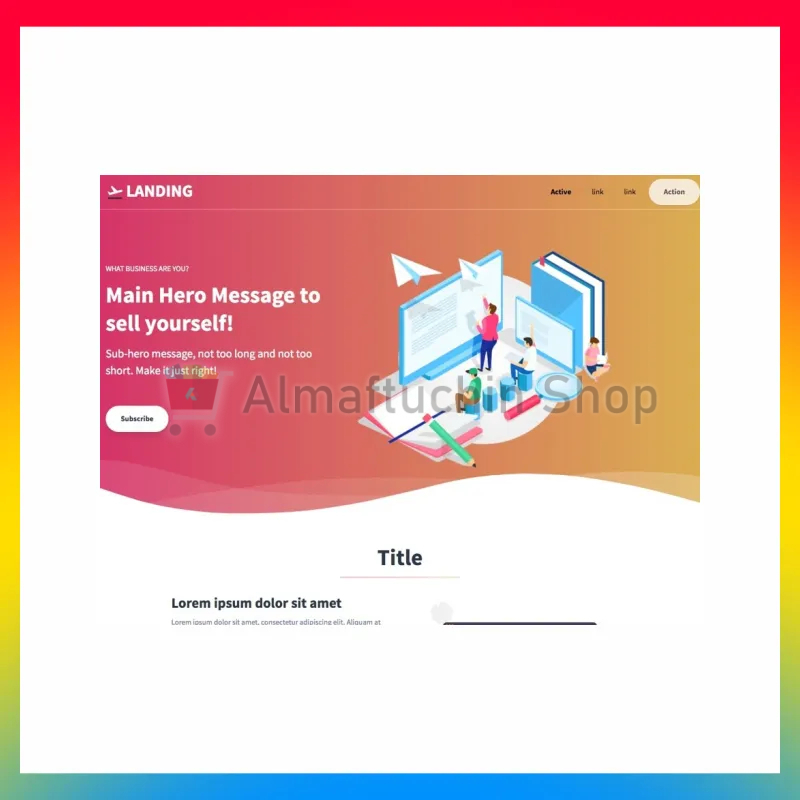 LANDING
Active
link
link
Action
WHAT BUSINESS ARE YOU?
Main Hero Message to
sell yourself!
Sub-hero message, not too long and not too
short. Make it just right!
Almaftuchin Shop
Subscribe
Title
Lorem ipsum dolor sit amet
Lorem ipsum dolor sit amet, consectetur adipiscing elit. Aliquam at